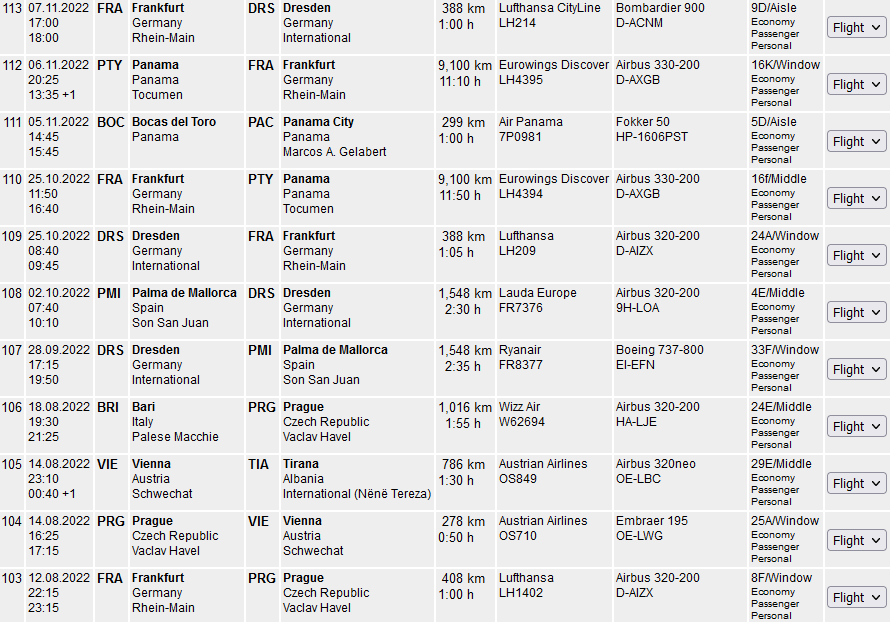 113 07.11.2022 FRA Frankfurt DRS Dresden 388 km Lufthansa CityLine Bombardier 900 9D/Aisle
17:00 Germany Germany 1:00 h LH214 D-ACNM Economy
18:00 Rhein-Main International Passenger
Personal
Flight
112 06.11.2022 PTY Panama FRA Frankfurt 9,100 km Eurowings Discover Airbus 330-200 16K/Window
20:25 Panama Germany 11:10 h LH4395 D-AXGB Economy
13:35 +1 Tocumen Rhein-Main Passenger
Personal
Flight
111 05.11.2022 BOC Bocas del Toro PAC Panama City 299 km Air Panama Fokker 50 5D/Aisle
14:45 Panama Panama 1:00 h 7P0981 HP-1606PST Economy
15:45 Marcos A. Gelabert Passenger
Personal
Flight
110 25.10.2022 FRA Frankfurt PTY Panama 9,100 km Eurowings Discover Airbus 330-200 16f/Middle
11:50 Germany Panama 11:50 h LH4394 D-AXGB Economy
16:40 Rhein-Main Tocumen Passenger
Personal
Flight
109 25.10.2022 DRS Dresden FRA Frankfurt 388 km Lufthansa Airbus 320-200 24A/Window
08:40 Germany Germany 1:05 h LH209 D-AIZX Economy
09:45 International Rhein-Main Passenger
Personal
Flight
108 02.10.2022 PMI Palma de Mallorca DRS Dresden 1,548 km Lauda Europe Airbus 320-200 4E/Middle
07:40 Spain Germany 2:30 h FR7376 9H-LOA Economy
10:10 Son San Juan International Passenger
Personal
Flight
107 28.09.2022 DRS Dresden PMI Palma de Mallorca 1,548 km Ryanair Boeing 737-800 33F/Window
17:15 Germany Spain 2:35 h FR8377 EI-EFN Economy
19:50 International Son San Juan Passenger
Personal
Flight
106 18.08.2022 BRI Bari PRG Prague 1,016 km Wizz Air Airbus 320-200 24E/Middle
19:30 Italy Czech Republic 1:55 h W62694 HA-LJE Economy
21:25 Palese Macchie Vaclav Havel Passenger
Personal
Flight
105 14.08.2022 VIE Vienna TIA Tirana 786 km Austrian Airlines Airbus 320neo 29E/Middle
23:10 Austria Albania 1:30 h OS849 OE-LBC Economy
00:40 +1 Schwechat International (Nënë Tereza) Passenger
Personal
Flight
104 14.08.2022 PRG Prague VIE Vienna 278 km Austrian Airlines Embraer 195 25A/Window
16:25 Czech Republic Austria 0:50 h OS710 OE-LWG Economy
17:15 Vaclav Havel Schwechat Passenger
Personal
Flight
103 12.08.2022 FRA Frankfurt PRG Prague 408 km Lufthansa Airbus 320-200 8F/Window
22:15 Germany Czech Republic 1:00 h LH1402 D-AIZX Economy
23:15 Rhein-Main Vaclav Havel Passenger
Personal
Flight